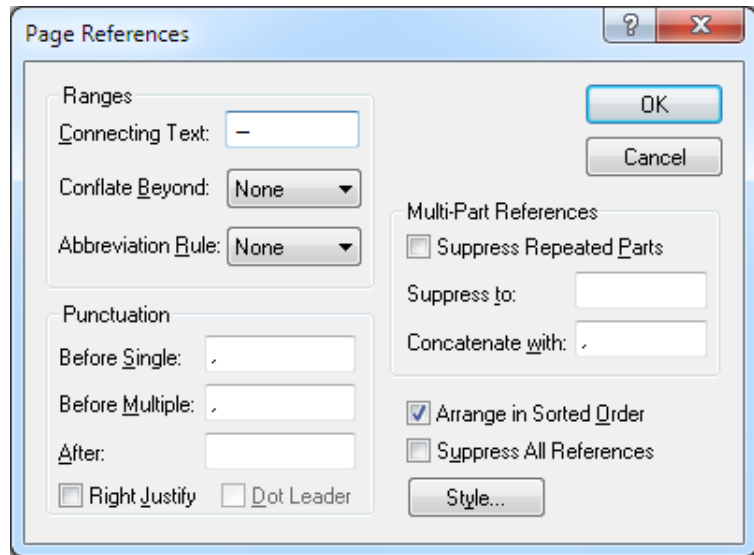 Page References
?
Ranges
Connecting Text: –
Conflate Beyond: None
Abbreviation Rule: None
Punctuation
Before Single: ,
Before Multiple: ,
After:
Right Justify Dot Leader
OK
Cancel
Multi-Part References
Suppress Repeated Parts
Suppress to:
Concatenate with: ,
Arrange in Sorted Order
Suppress All References
Style...